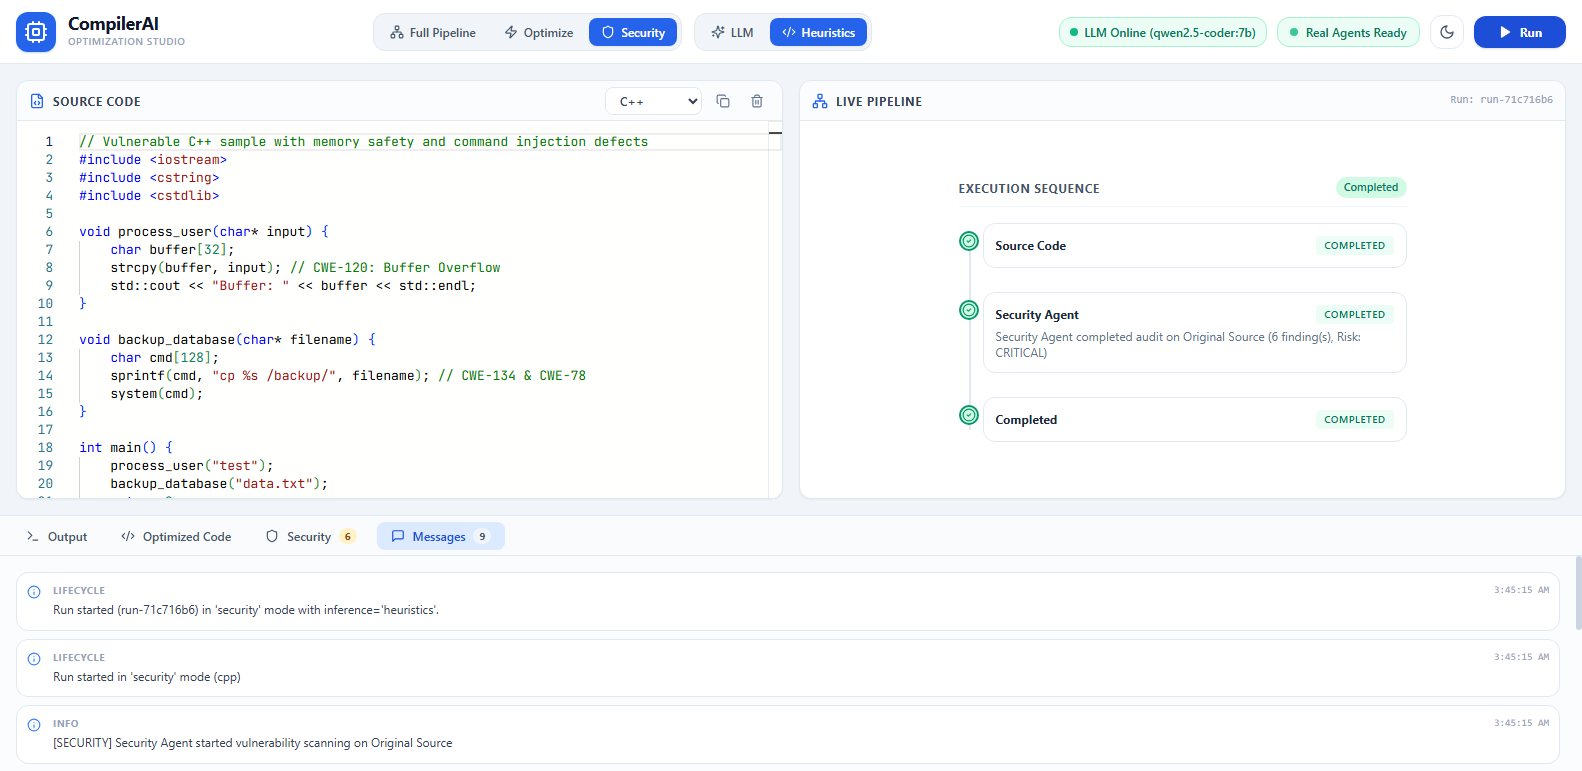 CompilerAI
OPTIMIZATION STUDIO
Full Pipeline
Optimize
Security
LLM
Heuristics
LLM Online (qwen2.5-coder:7b)
Real Agents Ready
Run
SOURCE CODE
C++
1 // Vulnerable C++ sample with memory safety and command injection defects
2 #include <iostream>
3 #include <cstring>
4 #include <cstdlib>
5
6 void process_user(char* input) {
7     char buffer[32];
8     strcpy(buffer, input); // CWE-120: Buffer Overflow
9     std::cout << "Buffer: " << buffer << std::endl;
10 }
11
12 void backup_database(char* filename) {
13     char cmd[128];
14     sprintf(cmd, "cp %s /backup/", filename); // CWE-134 & CWE-78
15     system(cmd);
16 }
17
18 int main() {
19     process_user("test");
20     backup_database("data.txt");
LIVE PIPELINE
Run: run-71c716b6
EXECUTION SEQUENCE
Completed
Source Code
COMPLETED
Security Agent
COMPLETED
Security Agent completed audit on Original Source (6 finding(s), Risk:
CRITICAL)
Completed
COMPLETED
Output
Optimized Code
Security 6
Messages 9
LIFECYCLE
3:45:15 AM
Run started (run-71c716b6) in 'security' mode with inference='heuristics'.
LIFECYCLE
3:45:15 AM
Run started in 'security' mode (cpp)
INFO
3:45:15 AM
[SECURITY] Security Agent started vulnerability scanning on Original Source